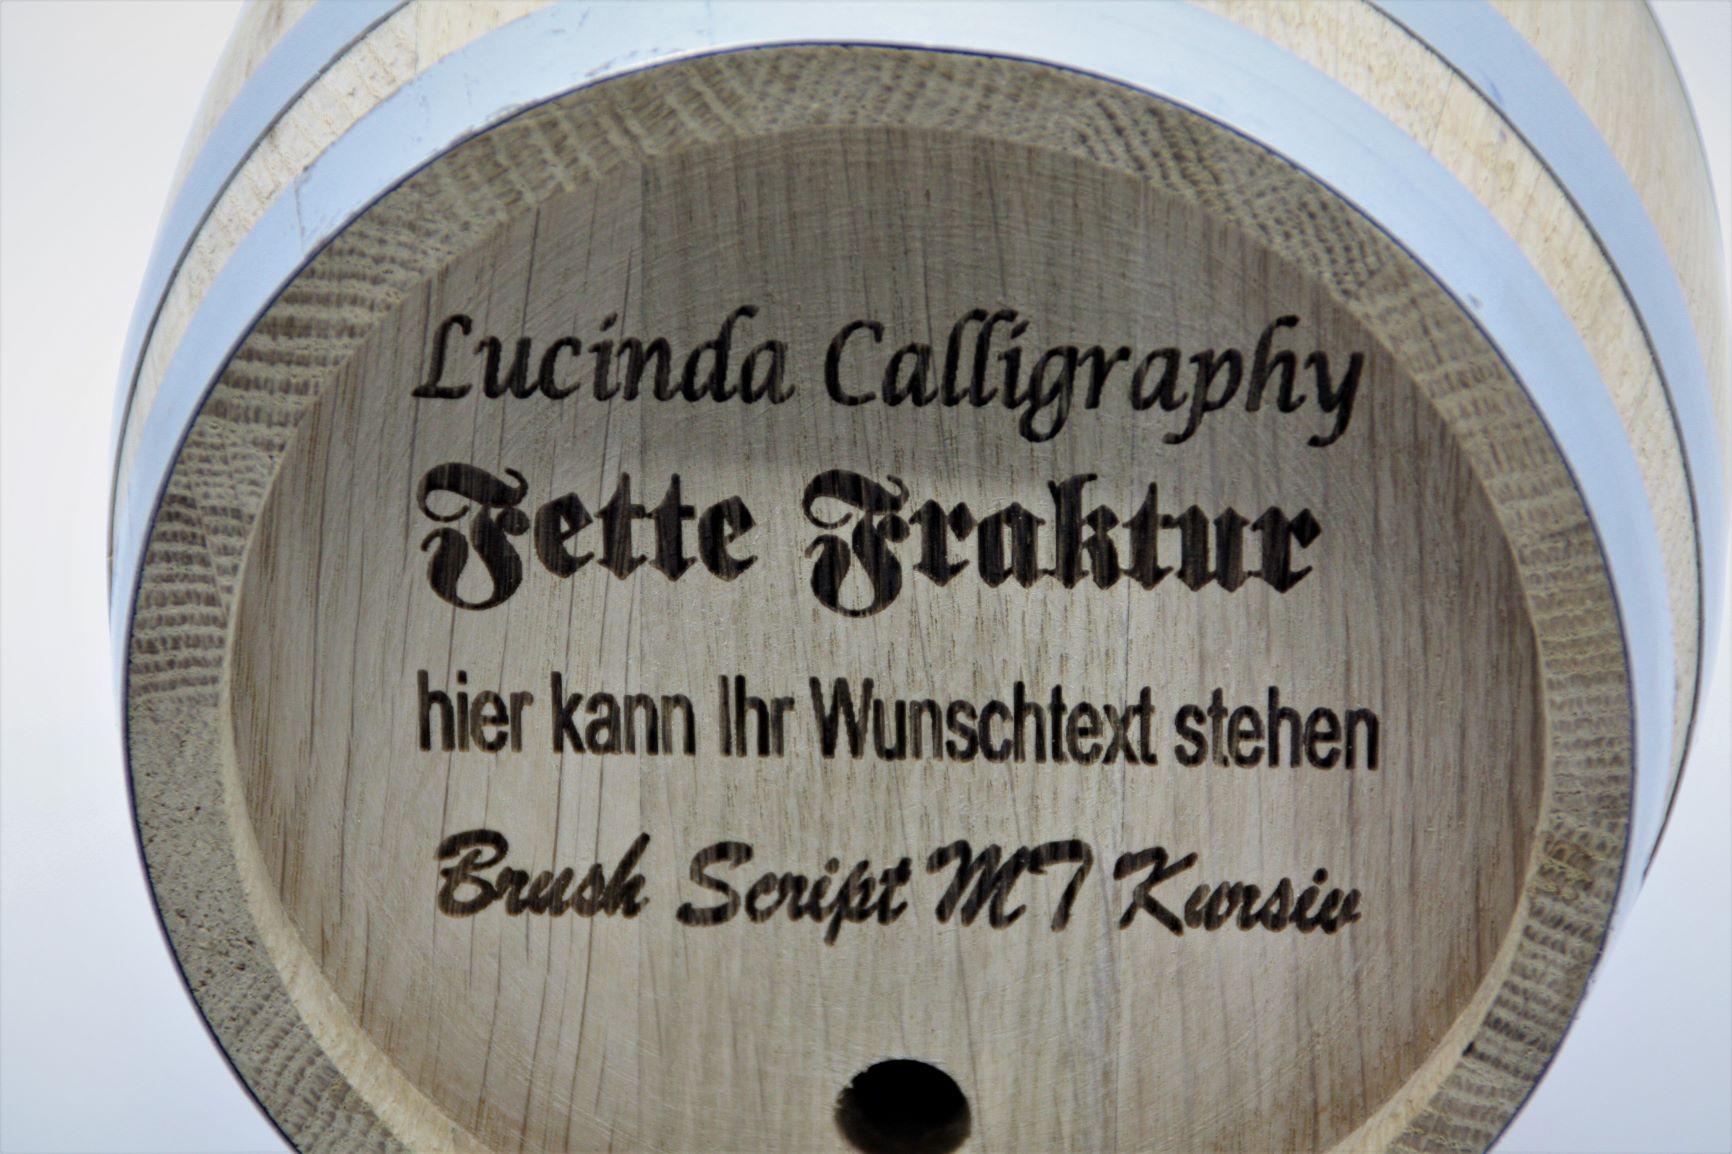 Lucinda Calligraphy
Fette Fraktur
hier kann Ihr Wunschtext stehen
Brush Script MT Kursiv